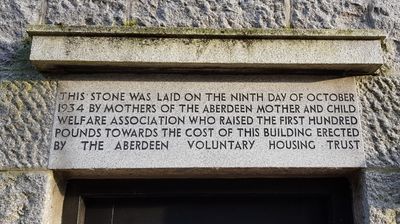 THIS STONE WAS LAID ON THE NINTH DAY OF OCTOBER
1934 BY MOTHERS OF THE ABERDEEN MOTHER AND CHILD
WELFARE ASSOCIATION WHO RAISED THE FIRST HUNDRED
POUNDS TOWARDS THE COST OF THIS BUILDING ERECTED
BY THE ABERDEEN VOLUNTARY HOUSING TRUST